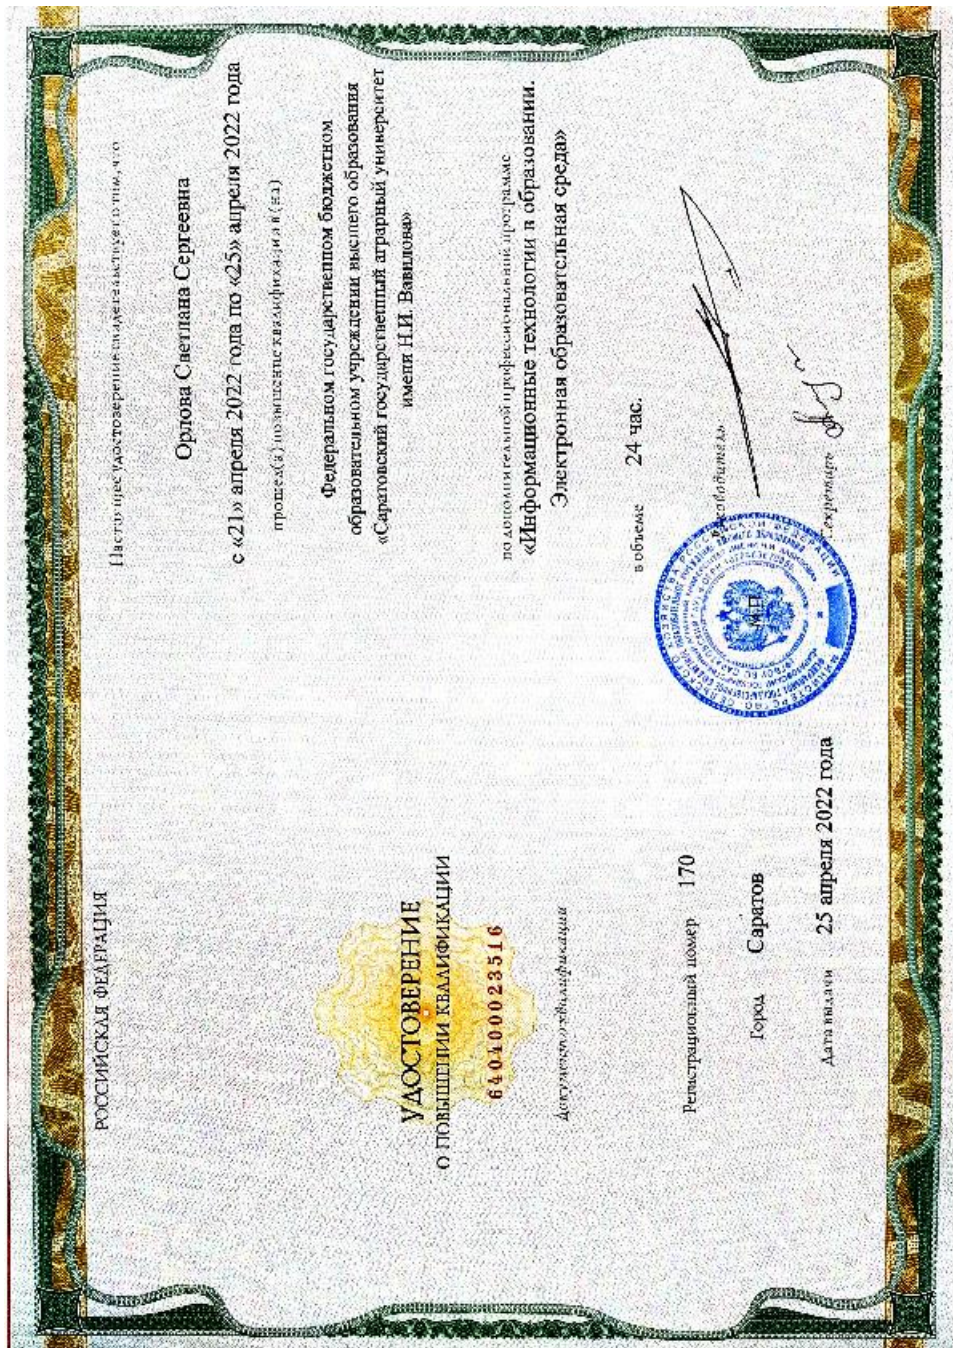 РОССИЙСКАЯ ФЕДЕРАЦИЯ
УДОСТОВЕРЕНИЕ
О ПОВЫШЕНИИ КВАЛИФИКАЦИИ
640400023516
Документ о квалификации
Регистрационный номер 170
Город Саратов
Дата выдачи 25 апреля 2022 года
Настоящее удостоверение свидетельствует о том, что
Орлова Светлана Сергеевна
с «21» апреля 2022 года по «25» апреля 2022 года
прошел(а) повышение квалификации в (на)
Федеральном государственном бюджетном
образовательном учреждении высшего образования
«Саратовский государственный аграрный университет
имени Н.И. Вавилова»
по дополнительной профессиональной программе
«Информационные технологии в образовании.
Электронная образовательная среда»
в объеме 24 час.
Руководитель
М.П.
Секретарь